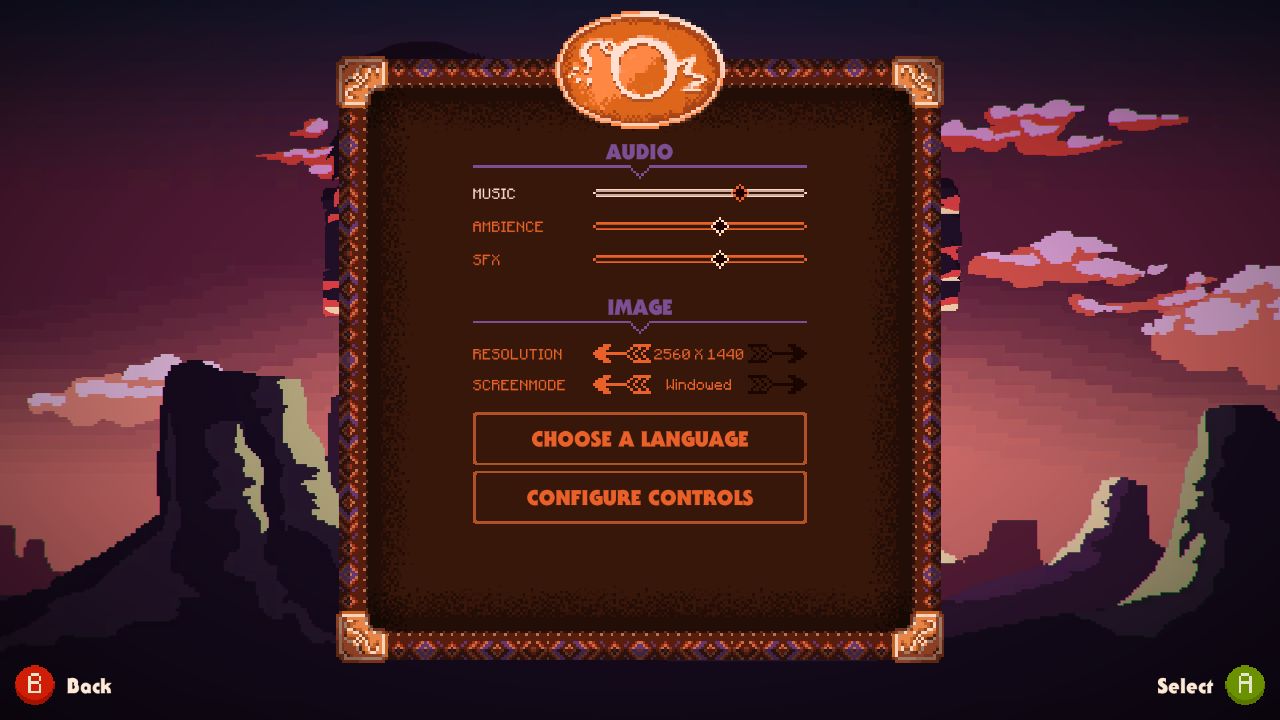 AUDIO
MUSIC
AMBIENCE
SFX
IMAGE
RESOLUTION 2560 X 1440
SCREENMODE Windowed
CHOOSE A LANGUAGE
CONFIGURE CONTROLS
B Back
Select A